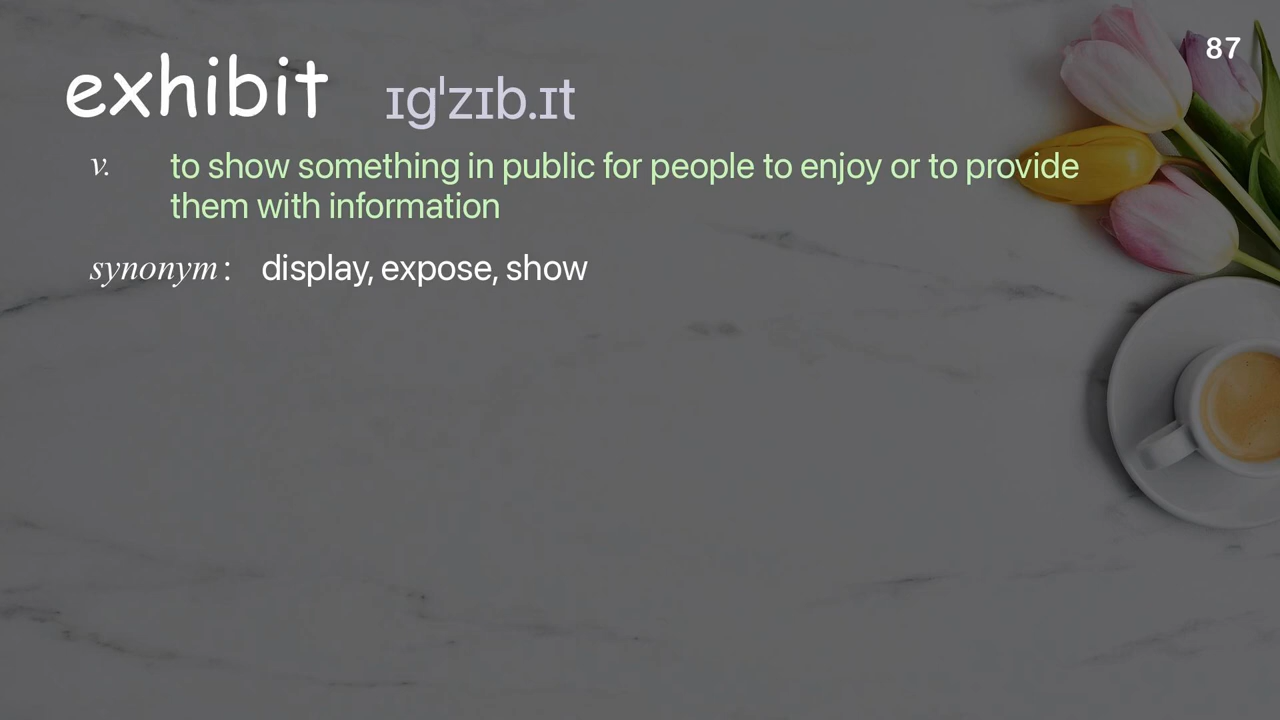 87
exhibit ɪɡˈzɪb.ɪt
v. to show something in public for people to enjoy or to provide
them with information
synonym: display, expose, show